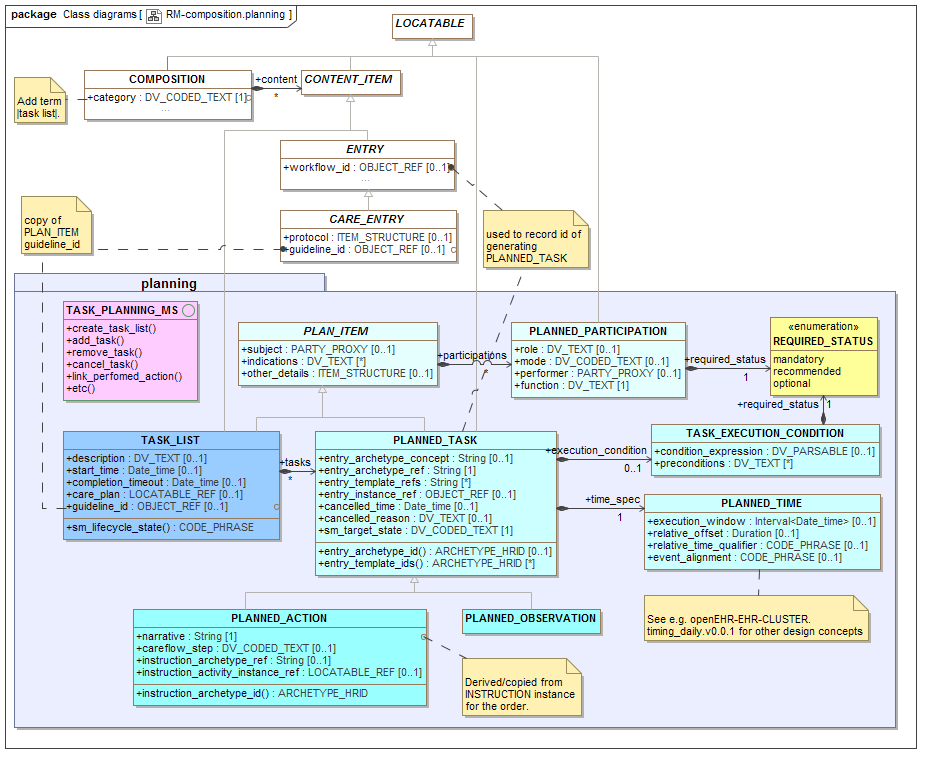 package Class diagrams [ RM-composition.planning ]
LOCATABLE
COMPOSITION
+category : DV_CODED_TEXT [1]
...
+content
*
CONTENT_ITEM
Add term
|task list|.
ENTRY
+workflow_id : OBJECT_REF [0..1]
...
CARE_ENTRY
+protocol : ITEM_STRUCTURE [0..1]
+guideline_id : OBJECT_REF [0..1]
copy of
PLAN_ITEM
guideline_id
used to record id of
generating
PLANNED_TASK
planning
TASK_PLANNING_MS
+create_task_list()
+add_task()
+remove_task()
+cancel_task()
+link_perfomed_action()
+etc()
PLAN_ITEM
+subject : PARTY_PROXY [0..1]
+indications : DV_TEXT [*]
+other_details : ITEM_STRUCTURE [0..1]
+participations
*
PLANNED_PARTICIPATION
+role : DV_TEXT [0..1]
+mode : DV_CODED_TEXT [0..1]
+performer : PARTY_PROXY [0..1]
+function : DV_TEXT [1]
+required_status
1
«enumeration»
REQUIRED_STATUS
mandatory
recommended
optional
+required_status
1
TASK_LIST
+description : DV_TEXT [0..1]
+start_time : Date_time [0..1]
+completion_timeout : Date_time [0..1]
+care_plan : LOCATABLE_REF [0..1]
+guideline_id : OBJECT_REF [0..1]
+sm_lifecycle_state() : CODE_PHRASE
+tasks
*
PLANNED_TASK
+entry_archetype_concept : String [0..1]
+entry_archetype_ref : String [1]
+entry_template_refs : String [*]
+entry_instance_ref : OBJECT_REF [0..1]
+cancelled_time : Date_time [0..1]
+cancelled_reason : DV_TEXT [0..1]
+sm_target_state : DV_CODED_TEXT [1]
+entry_archetype_id() : ARCHETYPE_HRID [0..1]
+entry_template_ids() : ARCHETYPE_HRID [*]
+execution_condition
0..1
TASK_EXECUTION_CONDITION
+condition_expression : DV_PARSABLE [0..1]
+preconditions : DV_TEXT [*]
+time_spec
1
PLANNED_TIME
+execution_window : Interval<Date_time> [0..1]
+relative_offset : Duration [0..1]
+relative_time_qualifier : CODE_PHRASE [0..1]
+event_alignment : CODE_PHRASE [0..1]
See e.g. openEHR-EHR-CLUSTER.
timing_daily.v0.0.1 for other design concepts
PLANNED_ACTION
+narrative : String [1]
+careflow_step : DV_CODED_TEXT [0..1]
+instruction_archetype_ref : String [0..1]
+instruction_activity_instance_ref : LOCATABLE_REF [0..1]
+instruction_archetype_id() : ARCHETYPE_HRID
PLANNED_OBSERVATION
Derived/copied from
INSTRUCTION instance
for the order.